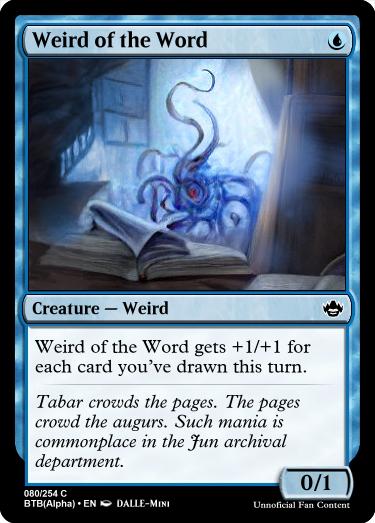 Weird of the Word
Creature — Weird
Weird of the Word gets +1/+1 for
each card you've drawn this turn.
Tabar crowds the pages. The pages
crowd the augurs. Such mania is
commonplace in the Jun archival
department.
0/1
080/254 C
BTB(Alpha) • EN DALLE-Mini
Unnoficial Fan Content